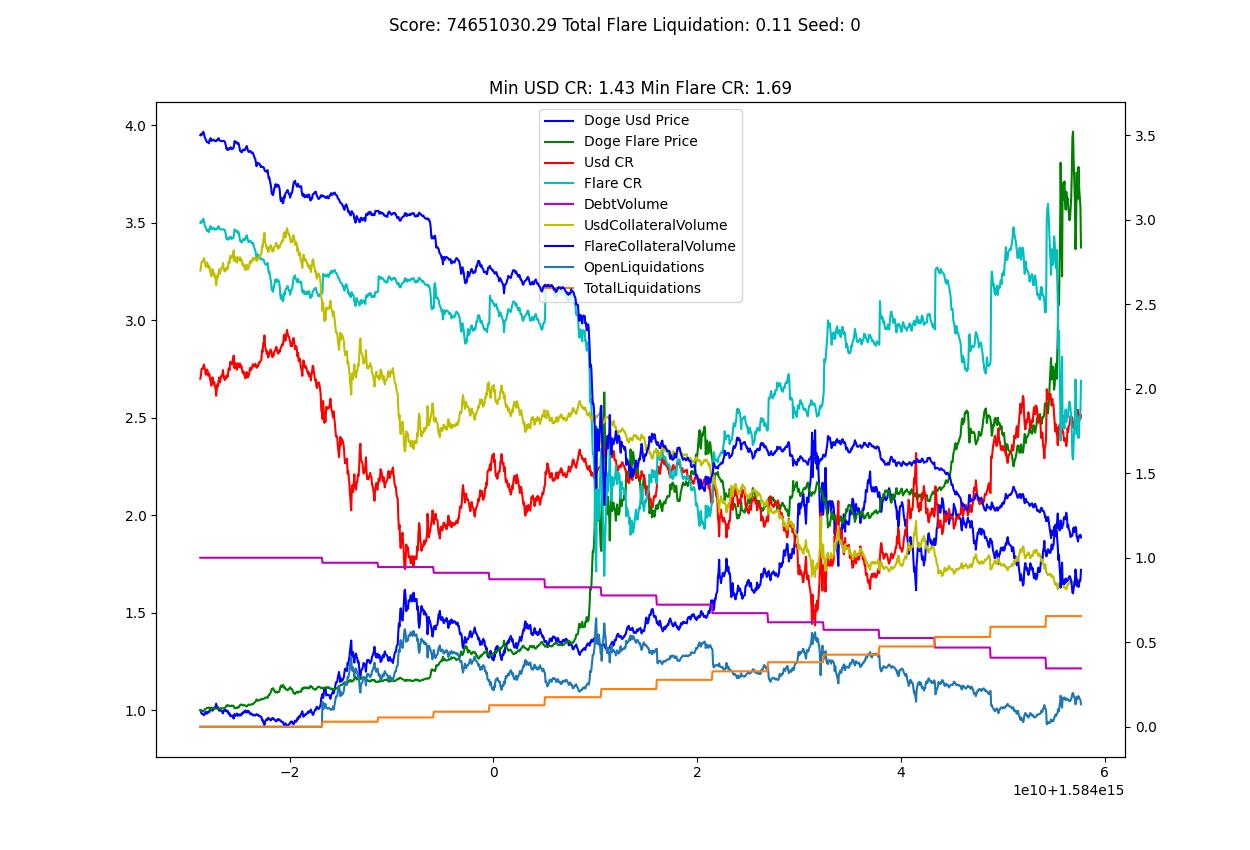 Score: 74651030.29 Total Flare Liquidation: 0.11 Seed: 0
Min USD CR: 1.43 Min Flare CR: 1.69
Doge Usd Price
Doge Flare Price
Usd CR
Flare CR
DebtVolume
UsdCollateralVolume
FlareCollateralVolume
OpenLiquidations
TotalLiquidations
4.0
3.5
3.0
2.5
2.0
1.5
1.0
3.5
3.0
2.5
2.0
1.5
1.0
0.5
0.0
−2 0 2 4 6
1e10+1.584e15